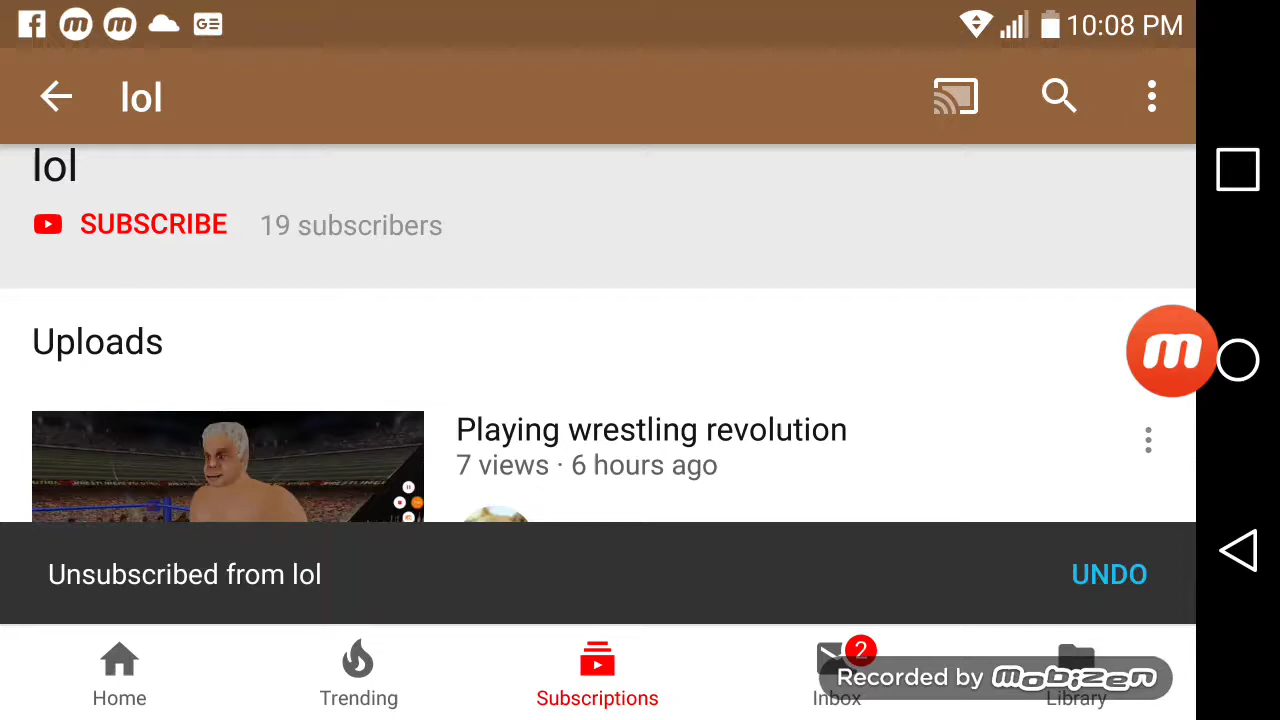 10:08 PM
lol
lol
SUBSCRIBE 19 subscribers
Uploads
Playing wrestling revolution
7 views · 6 hours ago
Unsubscribed from lol UNDO
2
Recorded by mobizen
Home Trending Subscriptions Inbox Library